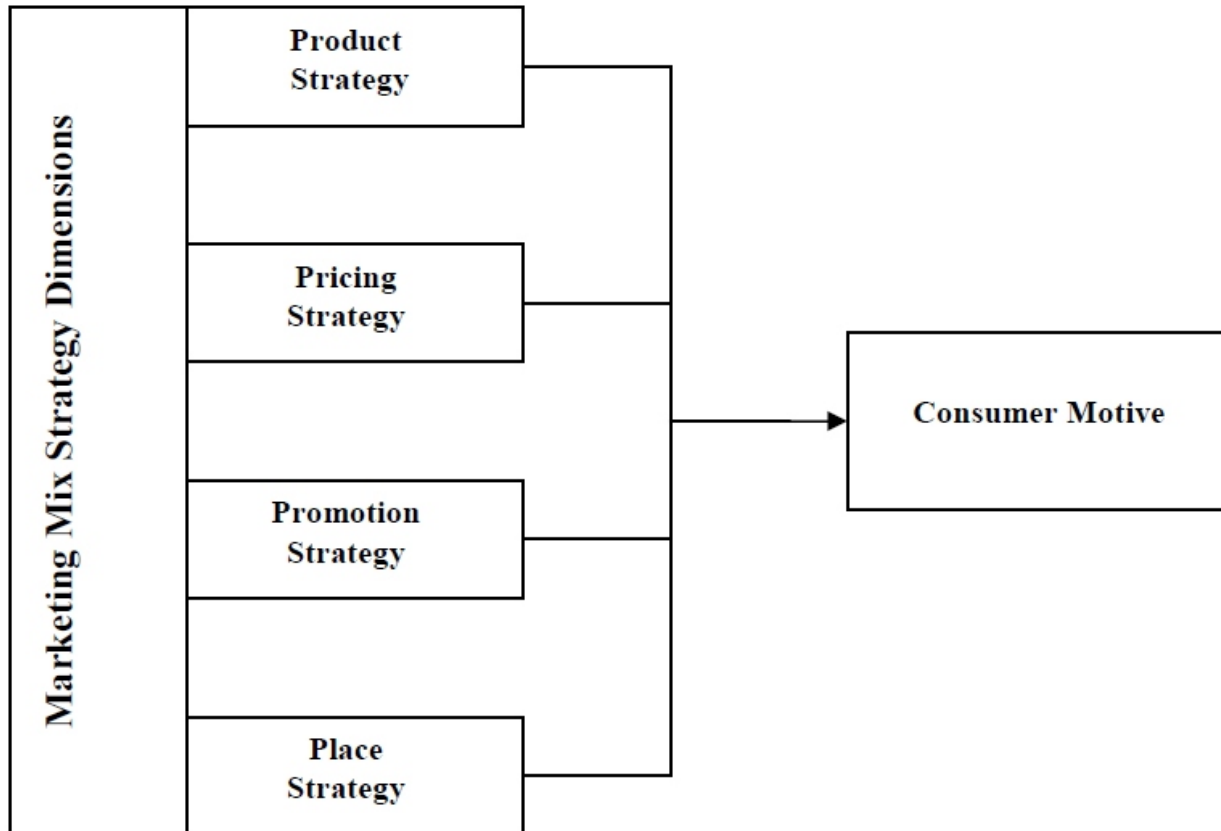 Marketing Mix Strategy Dimensions
Product
Strategy
Pricing
Strategy
Promotion
Strategy
Place
Strategy
Consumer Motive